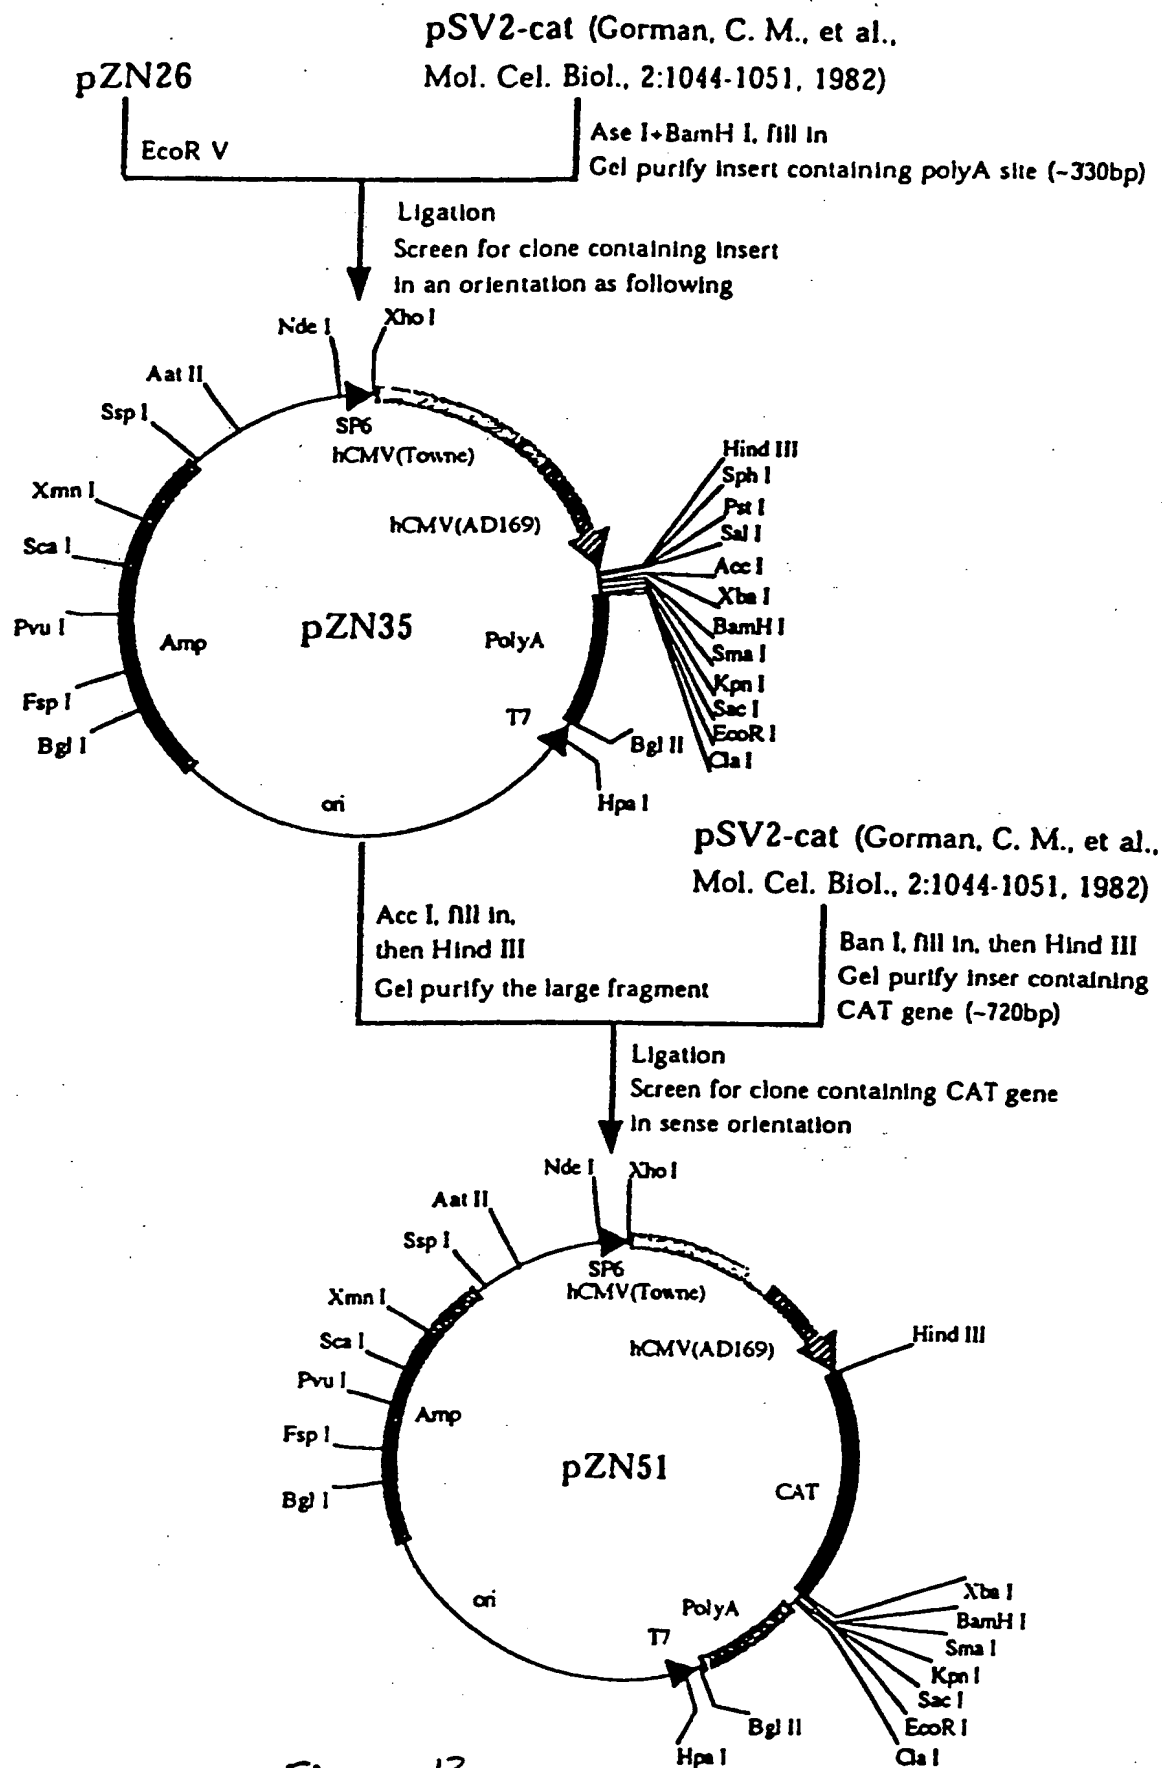 pSV2-cat (Gorman, C. M., et al.,
Mol. Cel. Biol., 2:1044-1051, 1982)
pZN26
EcoR V
Ase I+BamH I, fill in
Gel purify insert containing polyA site (~330bp)
Ligation
Screen for clone containing insert
in an orientation as following
Nde I
Xho I
Aat II
Ssp I
Xmn I
Sca I
Pvu I
Fsp I
Bgl I
SP6
hCMV(Towne)
hCMV(AD169)
pZN35
Amp
PolyA
T7
ori
Hind III
Sph I
Pst I
Sal I
Acc I
Xba I
BamH I
Sma I
Kpn I
Sac I
EcoR I
Cla I
Bgl II
Hpa I
pSV2-cat (Gorman, C. M., et al.,
Mol. Cel. Biol., 2:1044-1051, 1982)
Acc I, fill in,
then Hind III
Gel purify the large fragment
Ban I, fill in, then Hind III
Gel purify inser containing
CAT gene (~720bp)
Ligation
Screen for clone containing CAT gene
in sense orientation
Nde I
Xho I
Aat II
Ssp I
Xmn I
Sca I
Pvu I
Fsp I
Bgl I
SP6
hCMV(Towne)
hCMV(AD169)
Hind III
Amp
pZN51
CAT
ori
PolyA
T7
Xba I
BamH I
Sma I
Kpn I
Sac I
EcoR I
Cla I
Bgl II
Hpa I